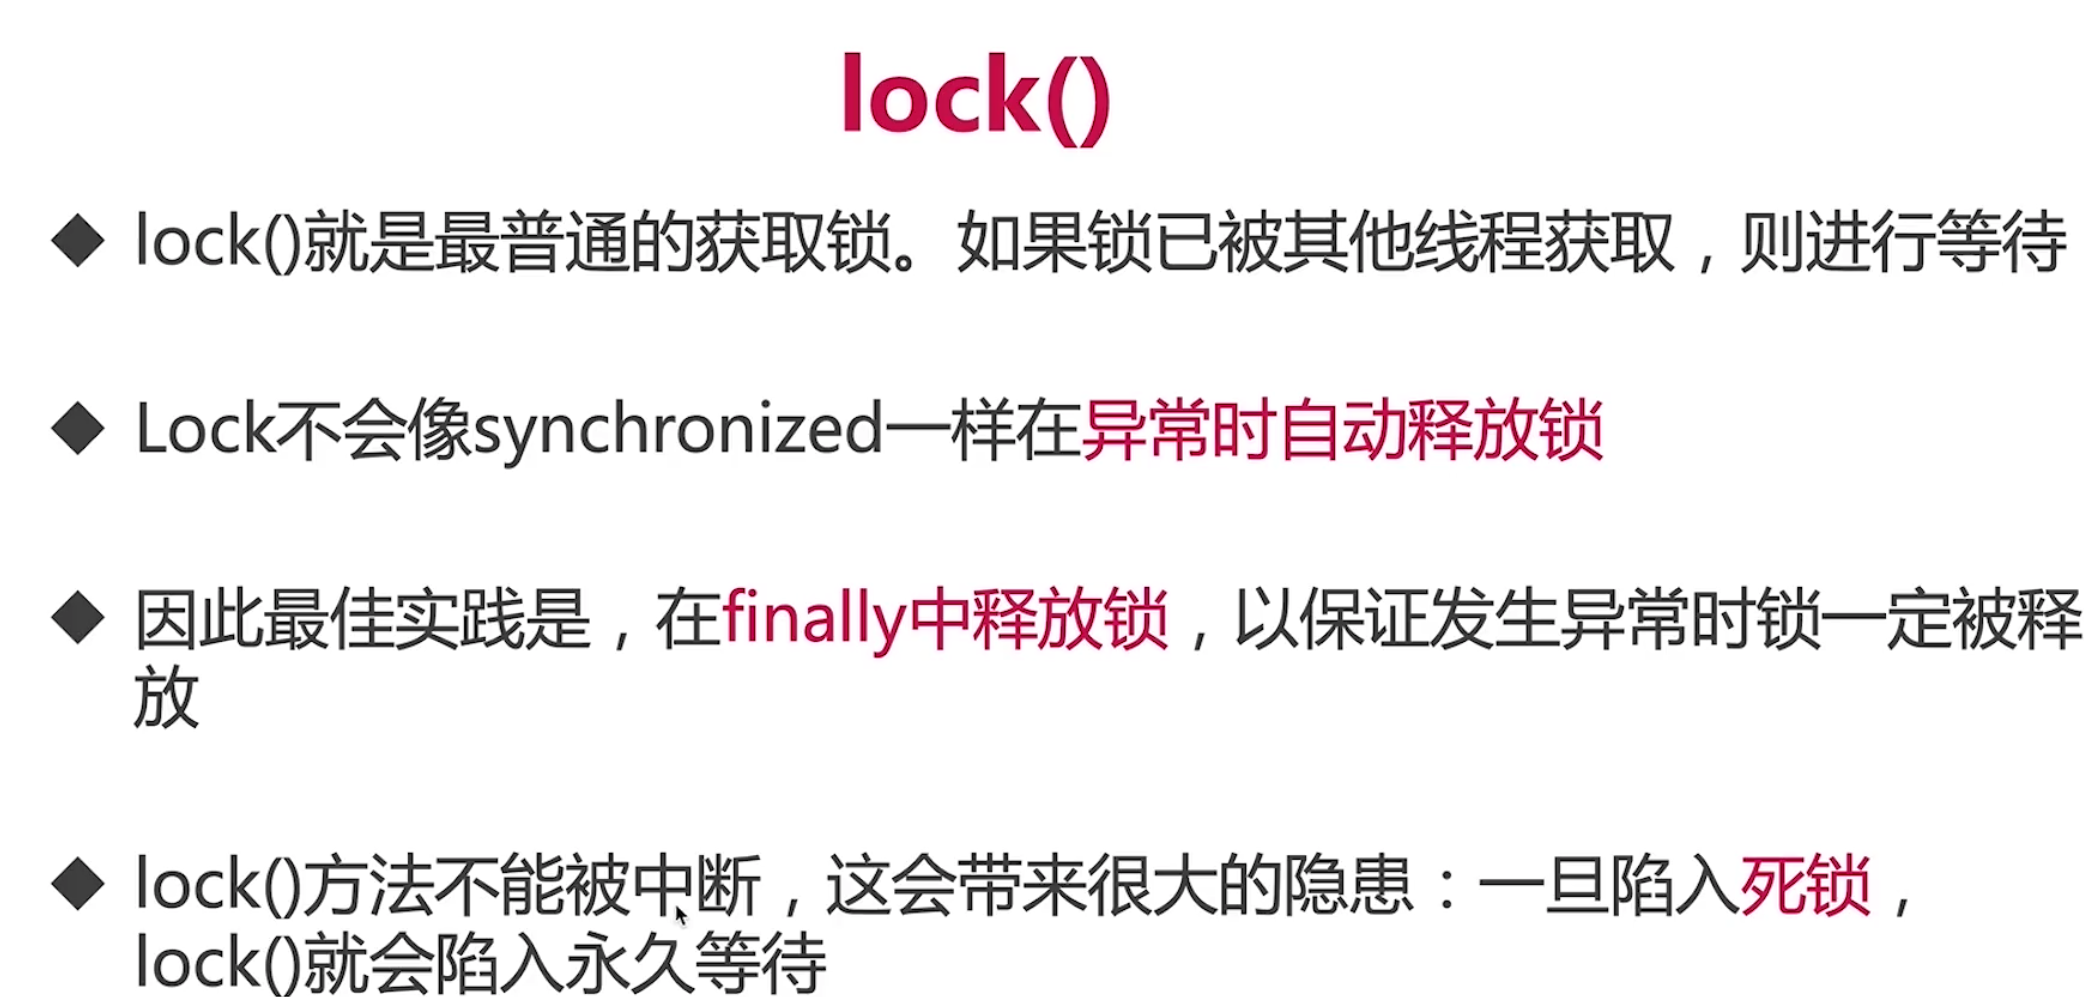 lock()
◆ lock()就是最普通的获取锁。如果锁已被其他线程获取，则进行等待
◆ Lock不会像synchronized一样在异常时自动释放锁
◆ 因此最佳实践是，在finally中释放锁，以保证发生异常时锁一定被释
放
◆ lock()方法不能被中断，这会带来很大的隐患：一旦陷入死锁，
lock()就会陷入永久等待